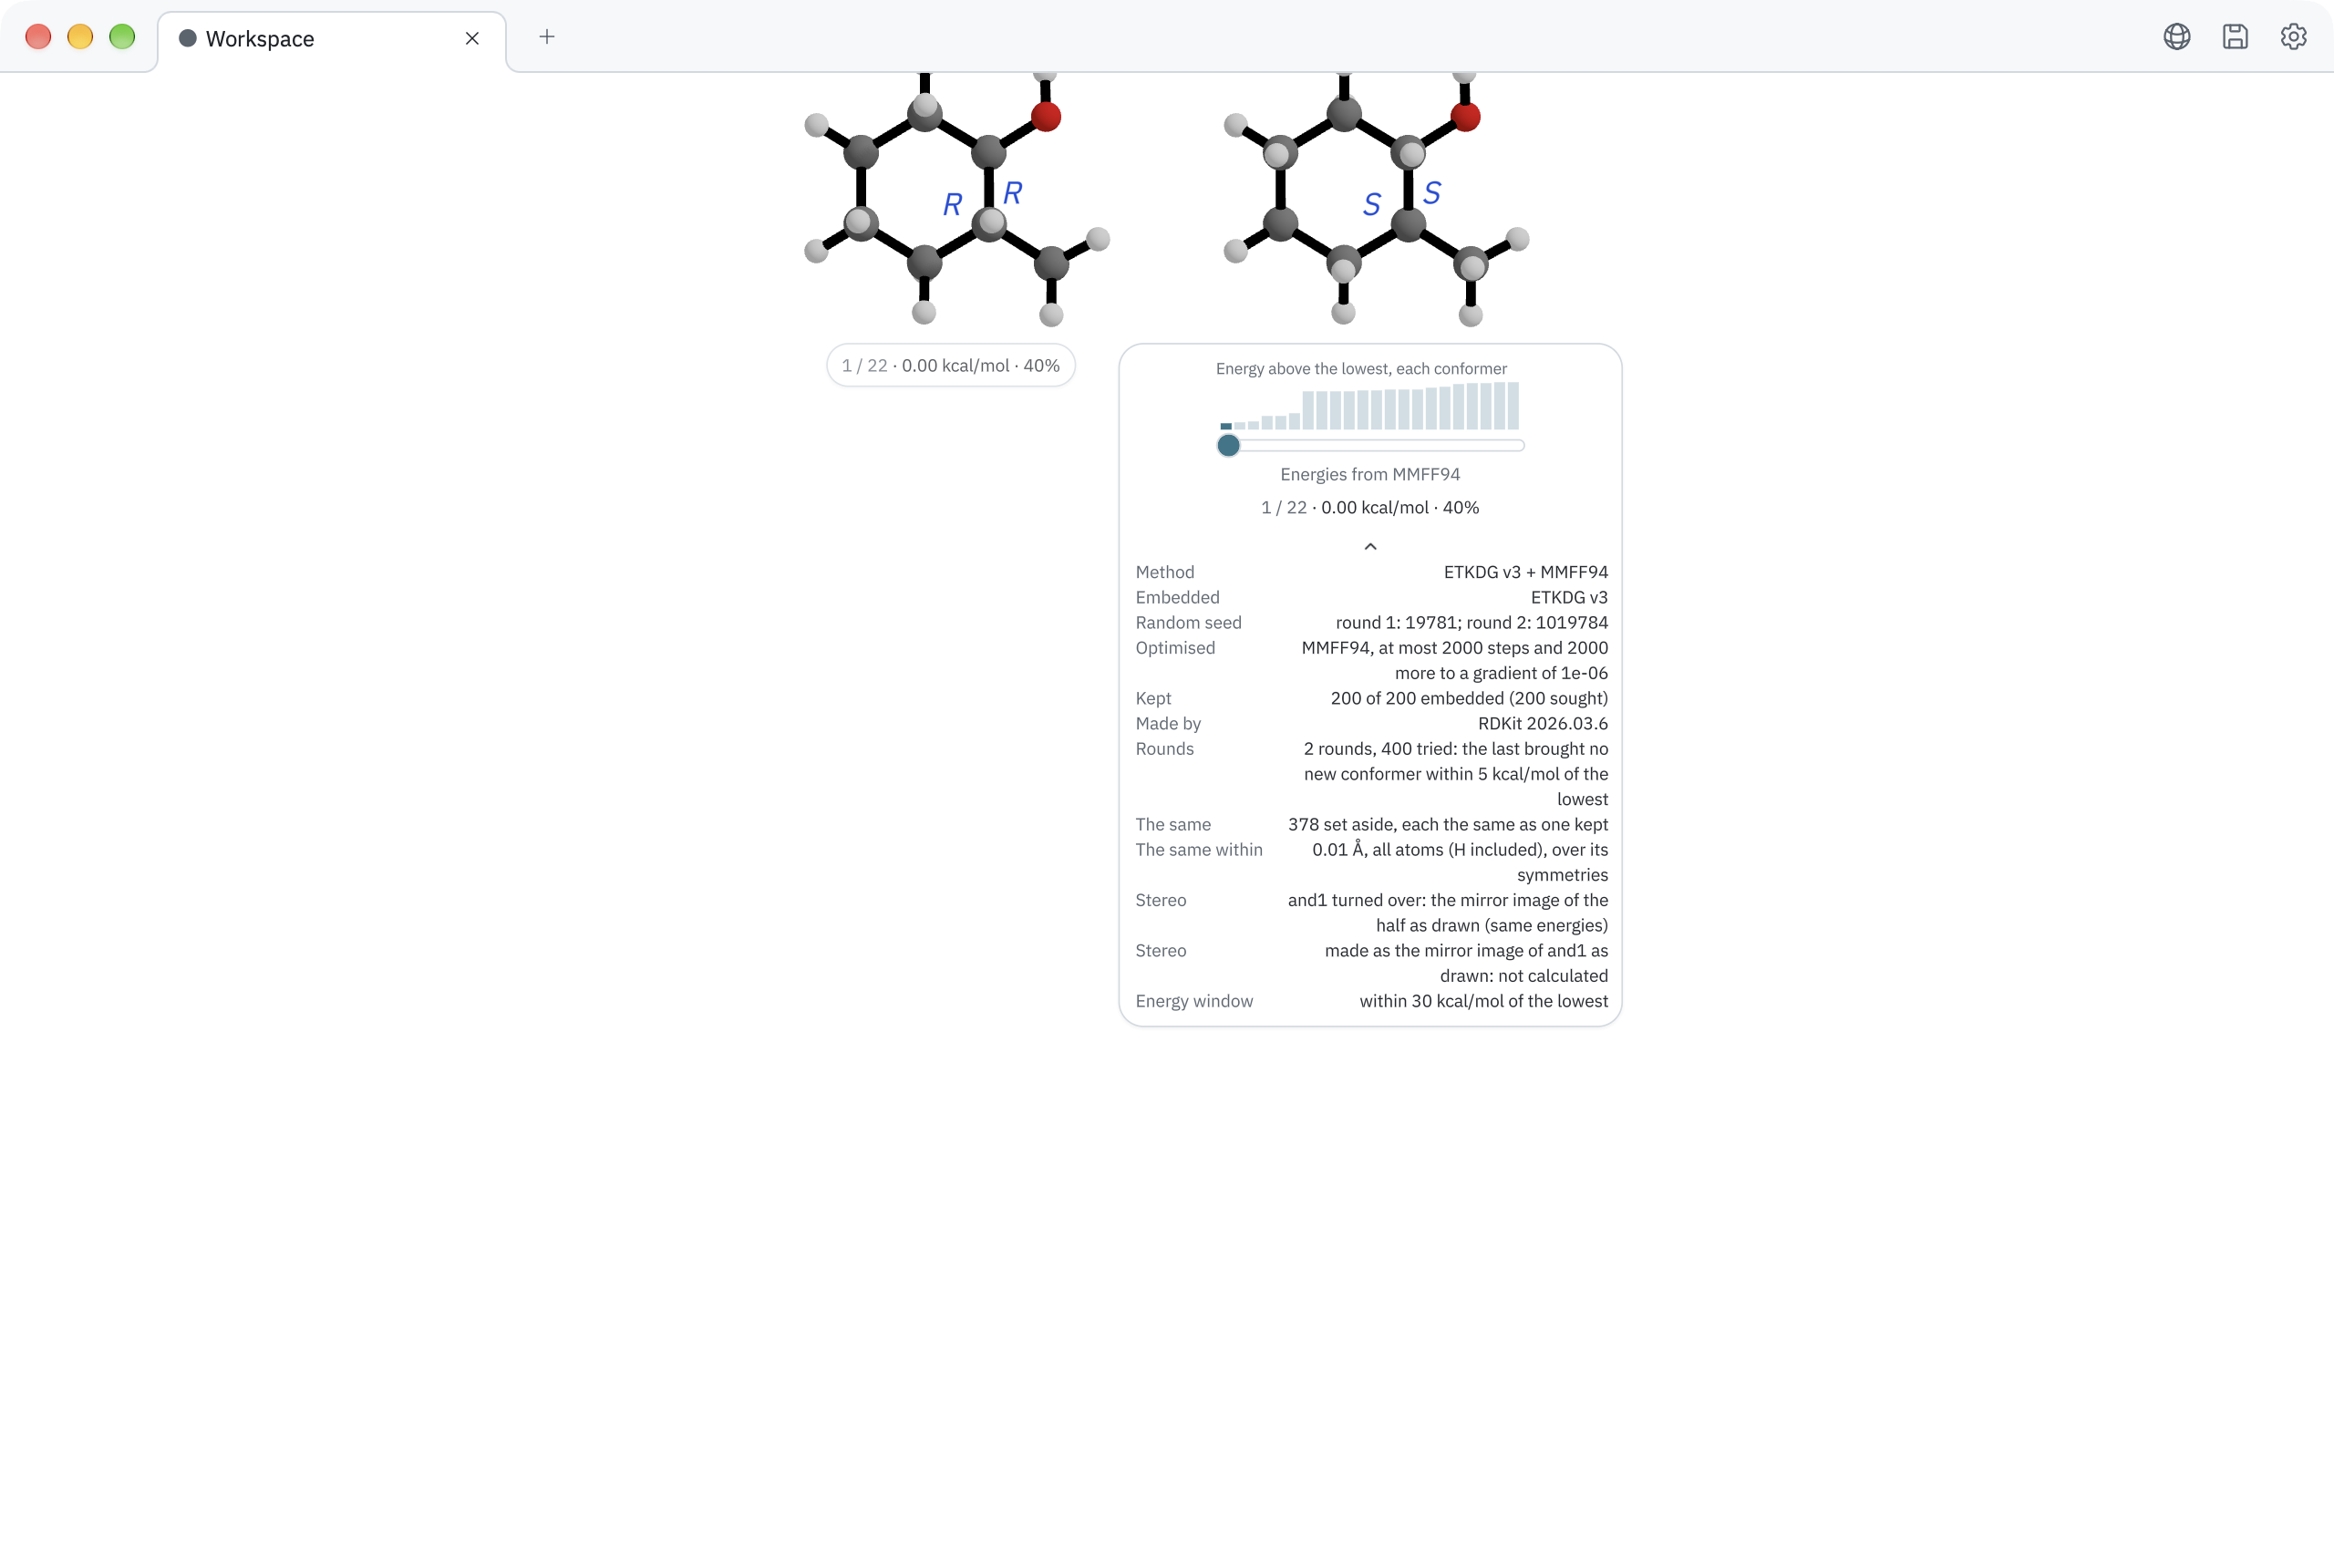 Workspace
R R
S S
1 / 22 · 0.00 kcal/mol · 40%
Energy above the lowest, each conformer
Energies from MMFF94
1 / 22 · 0.00 kcal/mol · 40%
Method ETKDG v3 + MMFF94
Embedded ETKDG v3
Random seed round 1: 19781; round 2: 1019784
Optimised MMFF94, at most 2000 steps and 2000
more to a gradient of 1e-06
Kept 200 of 200 embedded (200 sought)
Made by RDKit 2026.03.6
Rounds 2 rounds, 400 tried: the last brought no
new conformer within 5 kcal/mol of the
lowest
The same 378 set aside, each the same as one kept
The same within 0.01 Å, all atoms (H included), over its
symmetries
Stereo and1 turned over: the mirror image of the
half as drawn (same energies)
Stereo made as the mirror image of and1 as
drawn: not calculated
Energy window within 30 kcal/mol of the lowest